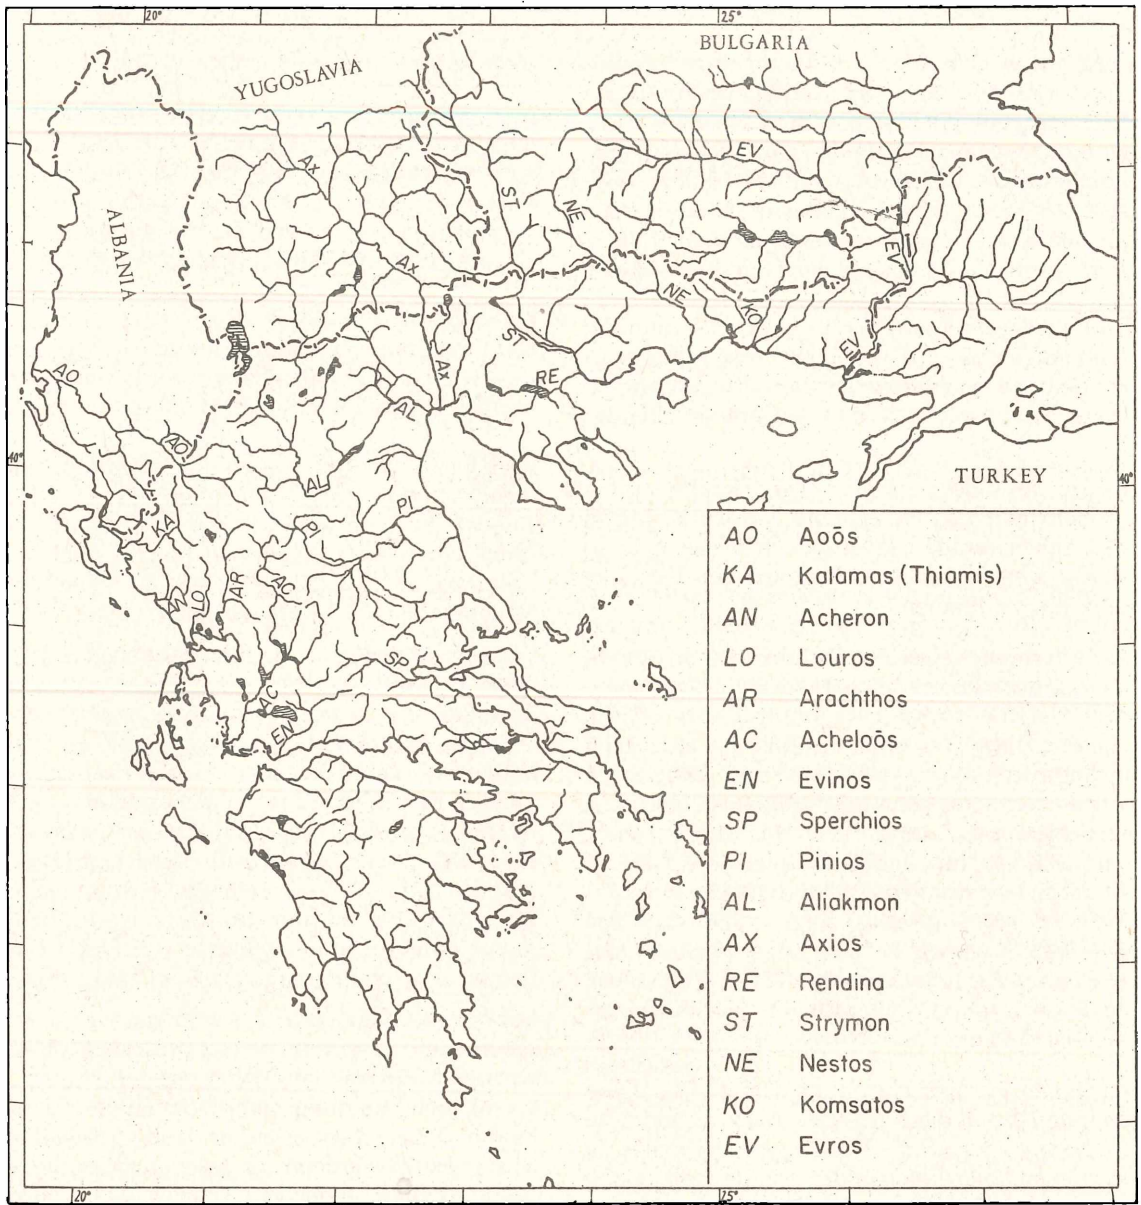 20°
25°
BULGARIA
YUGOSLAVIA
ALBANIA
AX
EV
ST
NE
AX
EV
NE
KO
ST
AX
EV
RE
AO
AL
AO
40°
AL
TURKEY
40°
PI
KA
PI
AC
AR
LO
SP
AC
EN
AO Aoōs
KA Kalamas (Thiamis)
AN Acheron
LO Louros
AR Arachthos
AC Acheloōs
EN Evinos
SP Sperchios
PI Pinios
AL Aliakmon
AX Axios
RE Rendina
ST Strymon
NE Nestos
KO Komsatos
EV Evros
20°
25°